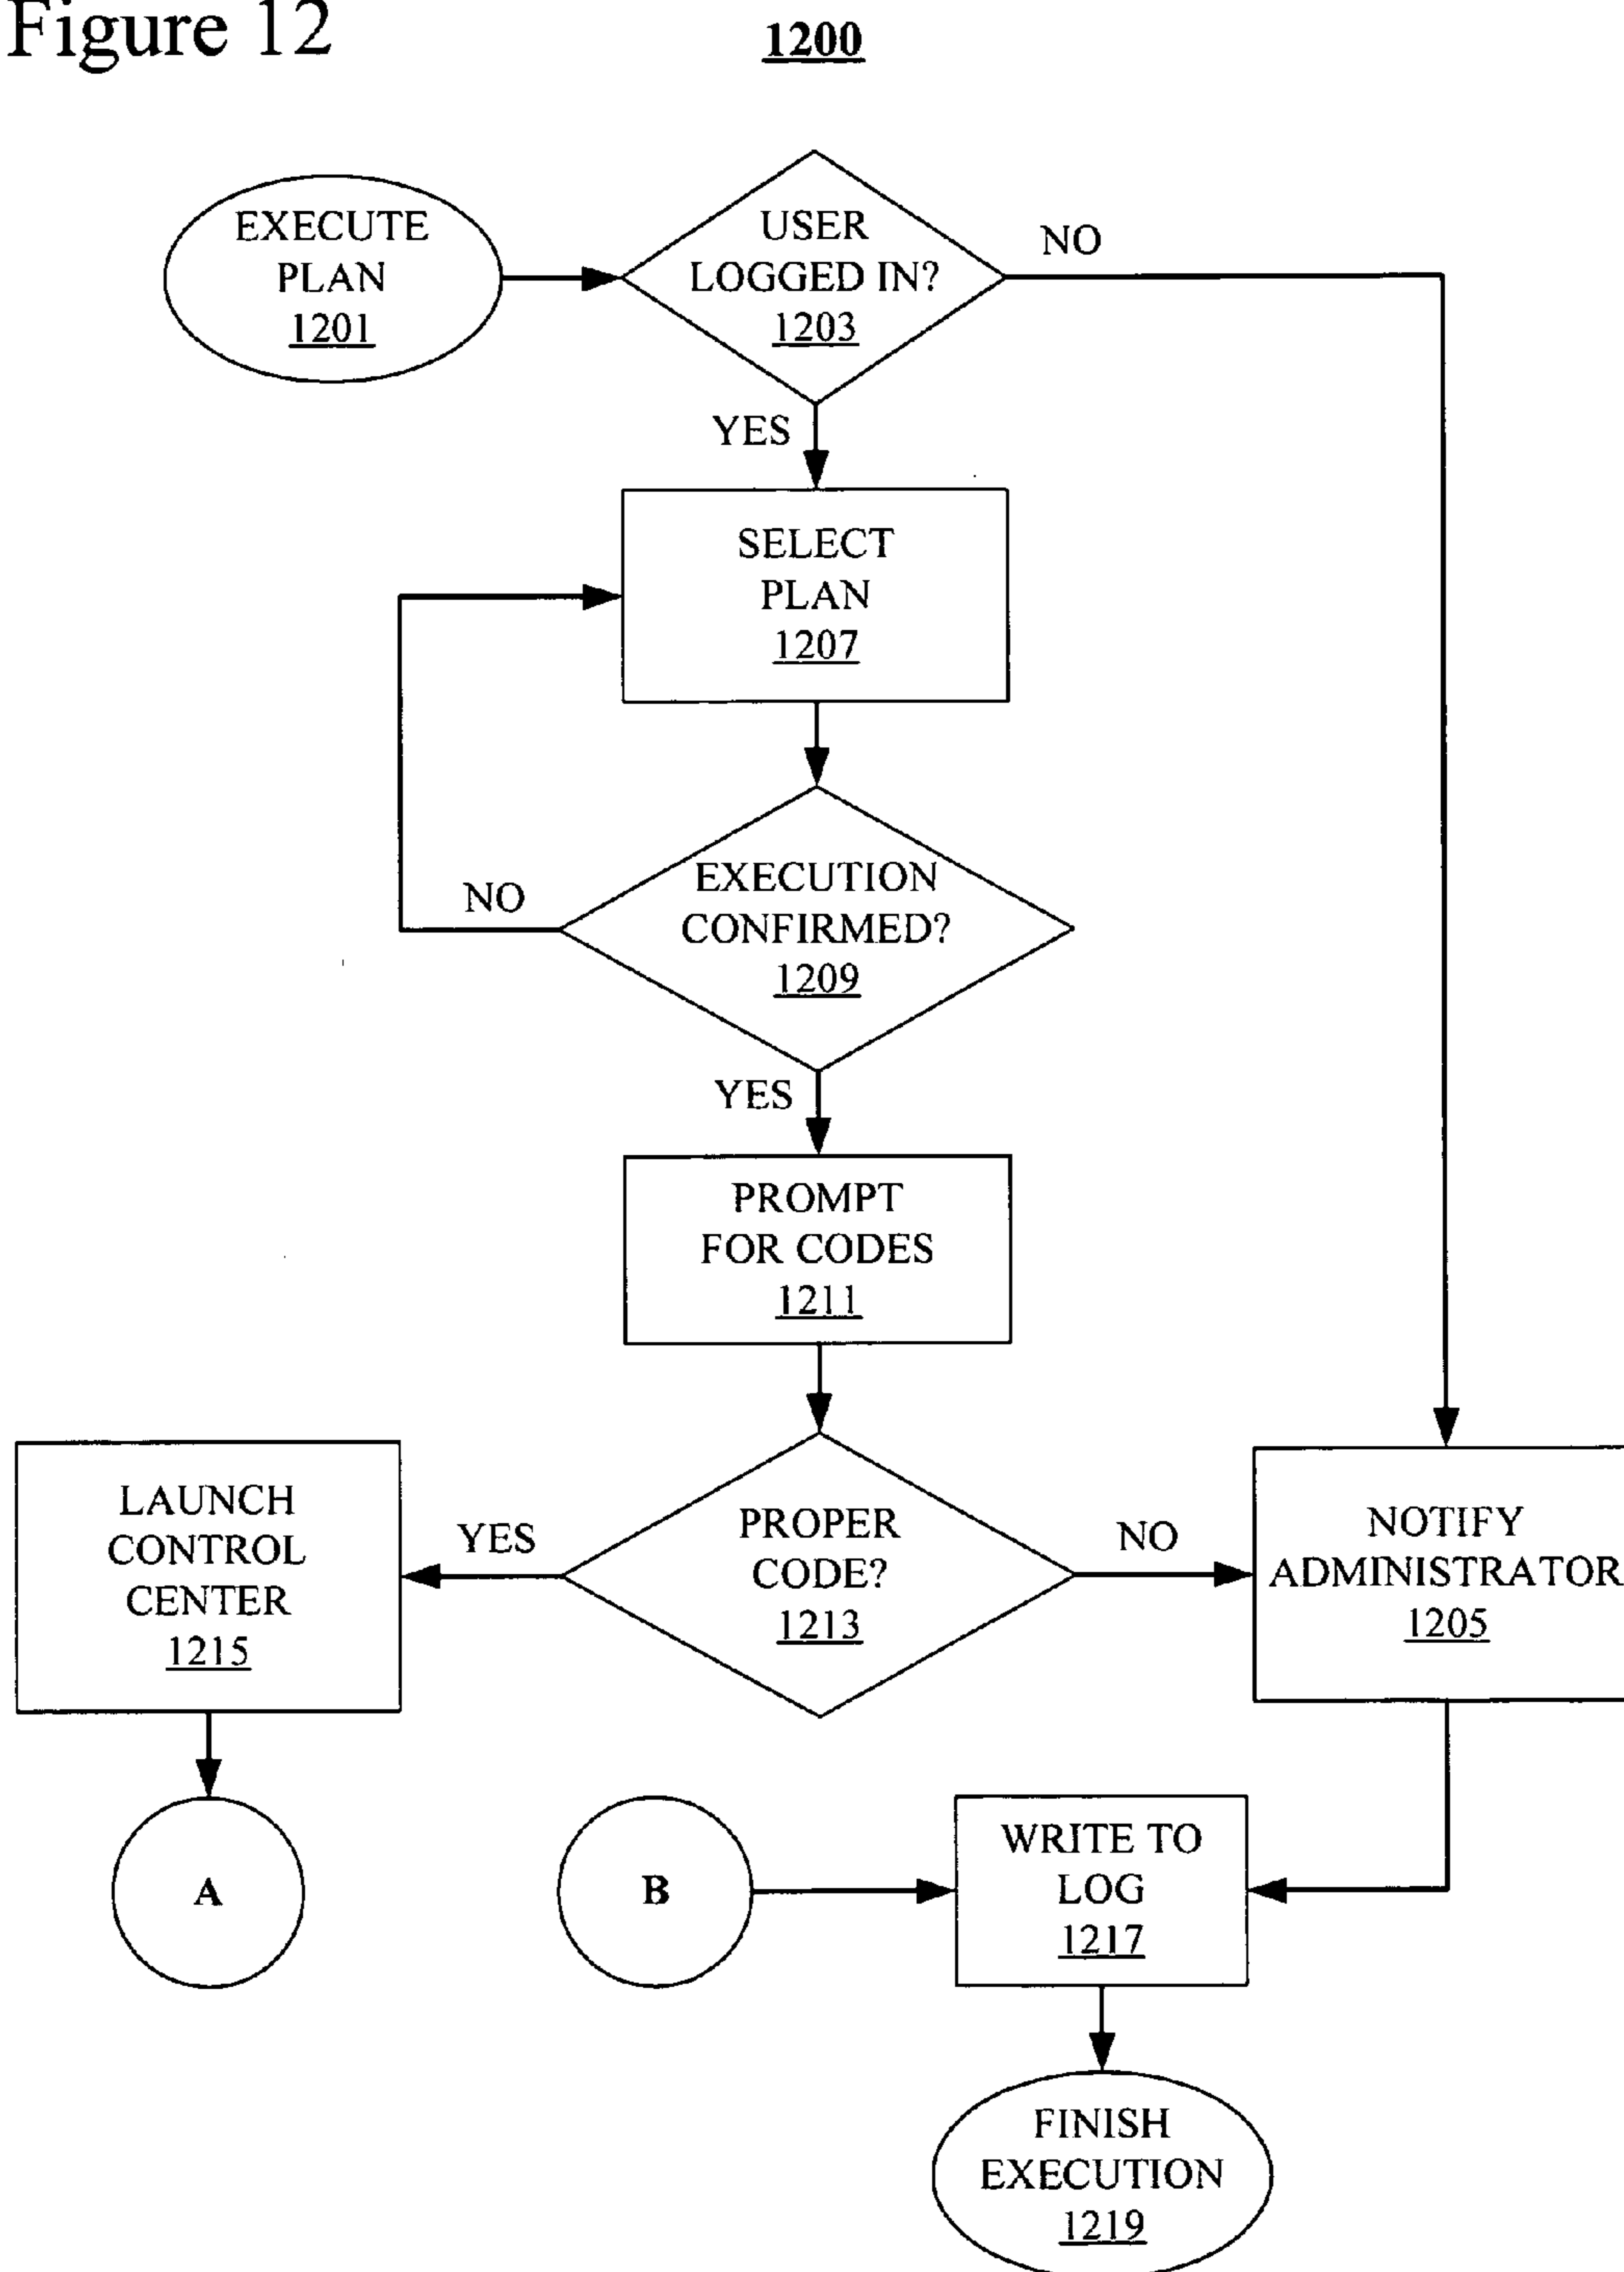 Figure 12
1200
EXECUTE
PLAN
1201
USER
LOGGED IN?
1203
NO
YES
SELECT
PLAN
1207
EXECUTION
CONFIRMED?
1209
NO
YES
PROMPT
FOR CODES
1211
LAUNCH
CONTROL
CENTER
1215
YES
PROPER
CODE?
1213
NO
NOTIFY
ADMINISTRATOR
1205
A
B
WRITE TO
LOG
1217
FINISH
EXECUTION
1219